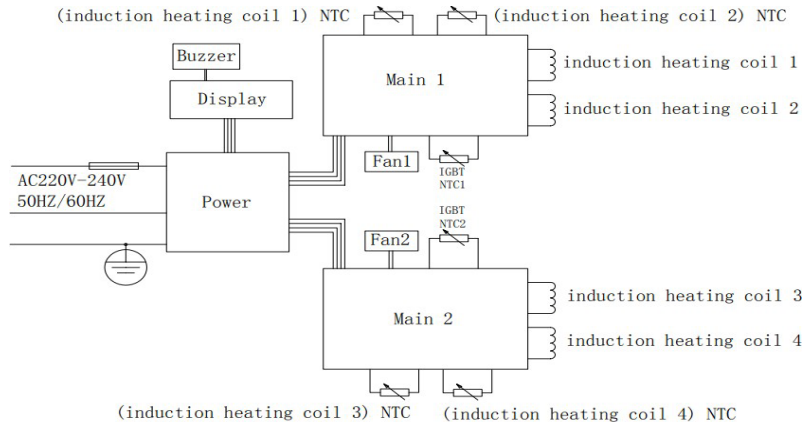 (induction heating coil 1) NTC
(induction heating coil 2) NTC
Buzzer
Main 1
induction heating coil 1
Display
induction heating coil 2
Fan1
IGBT
NTC1
AC220V-240V
50HZ/60HZ
Power
IGBT
NTC2
Fan2
induction heating coil 3
Main 2
induction heating coil 4
(induction heating coil 3) NTC
(induction heating coil 4) NTC